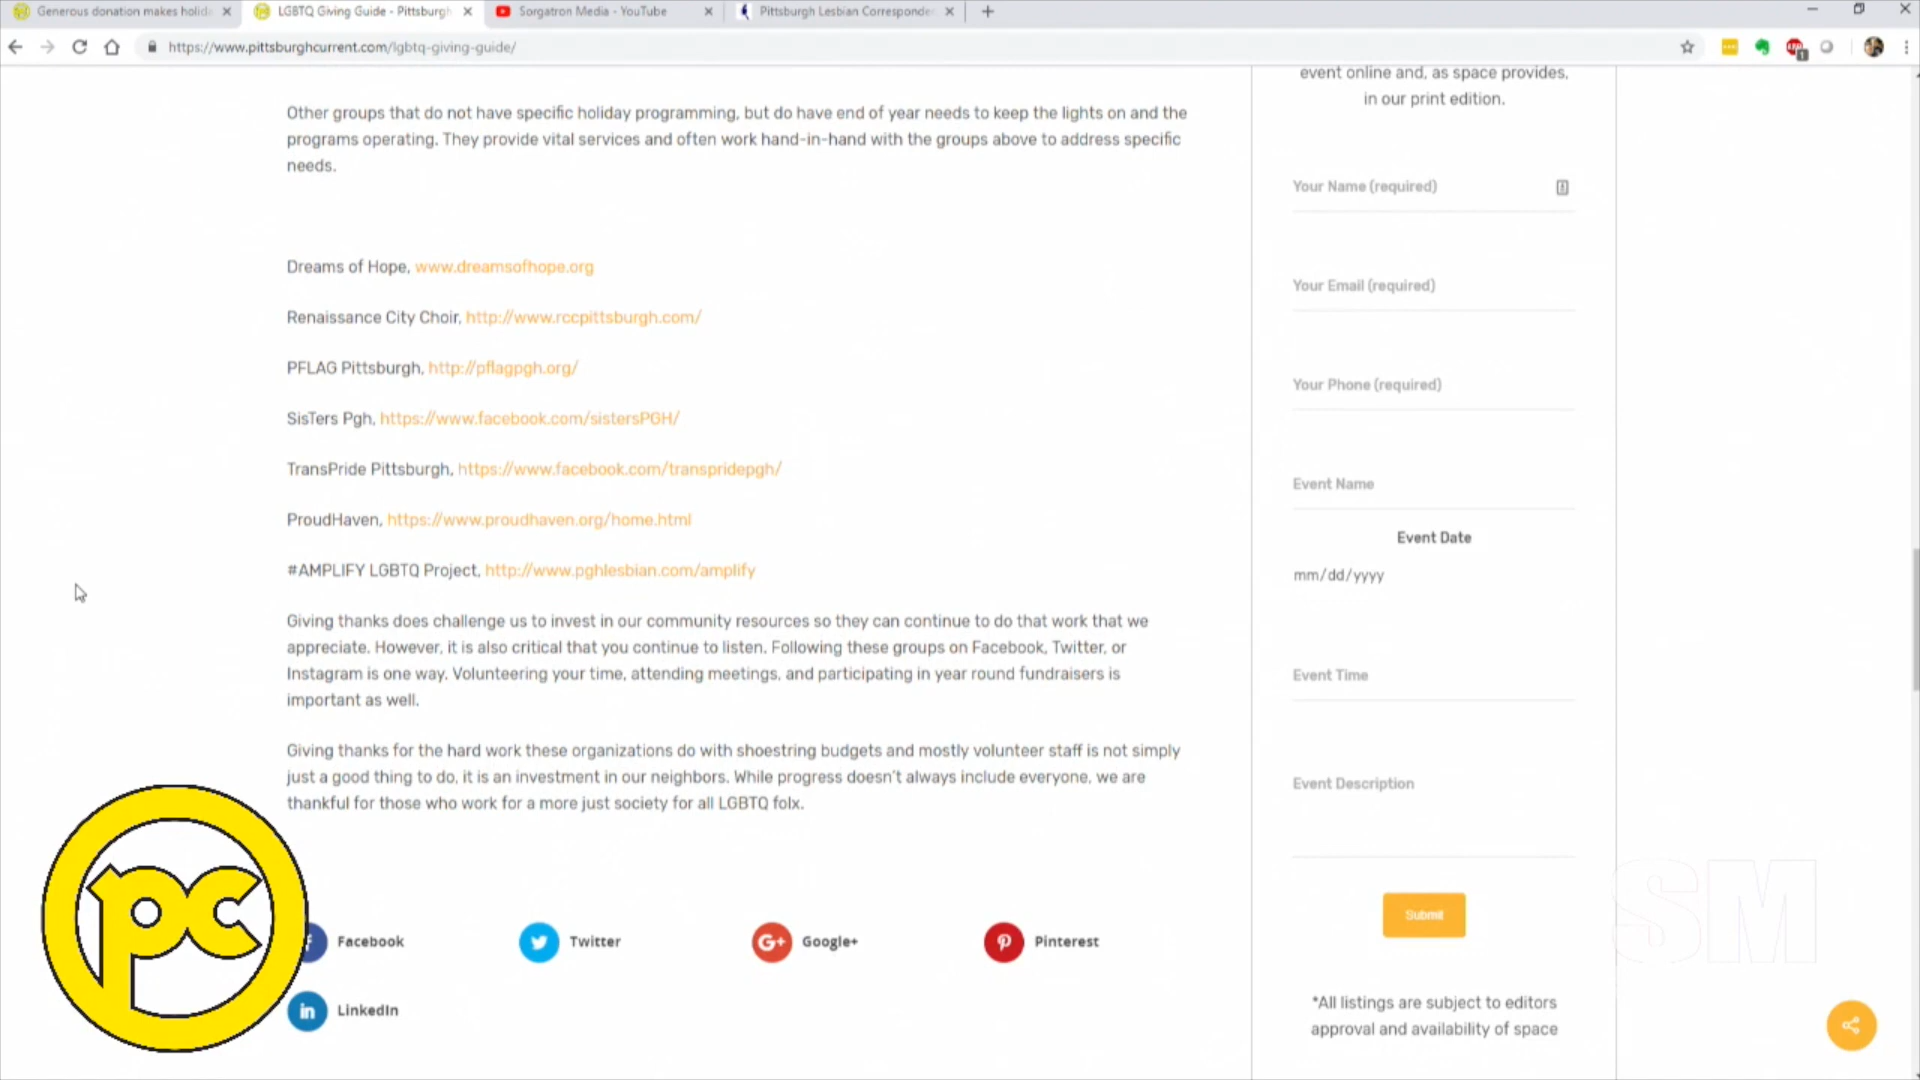 Generous donation makes holid
LGBTQ Giving Guide - Pittsburgh
Sorgatron Media - YouTube
Pittsburgh Lesbian Corresponde
https://www.pittsburghcurrent.com/lgbtq-giving-guide/
event online and, as space provides,
in our print edition.
Other groups that do not have specific holiday programming, but do have end of year needs to keep the lights on and the
programs operating. They provide vital services and often work hand-in-hand with the groups above to address specific
needs.
Dreams of Hope, www.dreamsofhope.org
Renaissance City Choir, http://www.rccpittsburgh.com/
PFLAG Pittsburgh, http://pflagpgh.org/
SisTers Pgh, https://www.facebook.com/sistersPGH/
TransPride Pittsburgh, https://www.facebook.com/transpridepgh/
ProudHaven, https://www.proudhaven.org/home.html
#AMPLIFY LGBTQ Project, http://www.pghlesbian.com/amplify
Giving thanks does challenge us to invest in our community resources so they can continue to do that work that we
appreciate. However, it is also critical that you continue to listen. Following these groups on Facebook, Twitter, or
Instagram is one way. Volunteering your time, attending meetings, and participating in year round fundraisers is
important as well.
Giving thanks for the hard work these organizations do with shoestring budgets and mostly volunteer staff is not simply
just a good thing to do, it is an investment in our neighbors. While progress doesn't always include everyone, we are
thankful for those who work for a more just society for all LGBTQ folx.
Facebook
Twitter
G+ Google+
Pinterest
in LinkedIn
pc
Your Name (required)
Your Email (required)
Your Phone (required)
Event Name
Event Date
mm/dd/yyyy
Event Time
Event Description
Submit
*All listings are subject to editors
approval and availability of space
SM